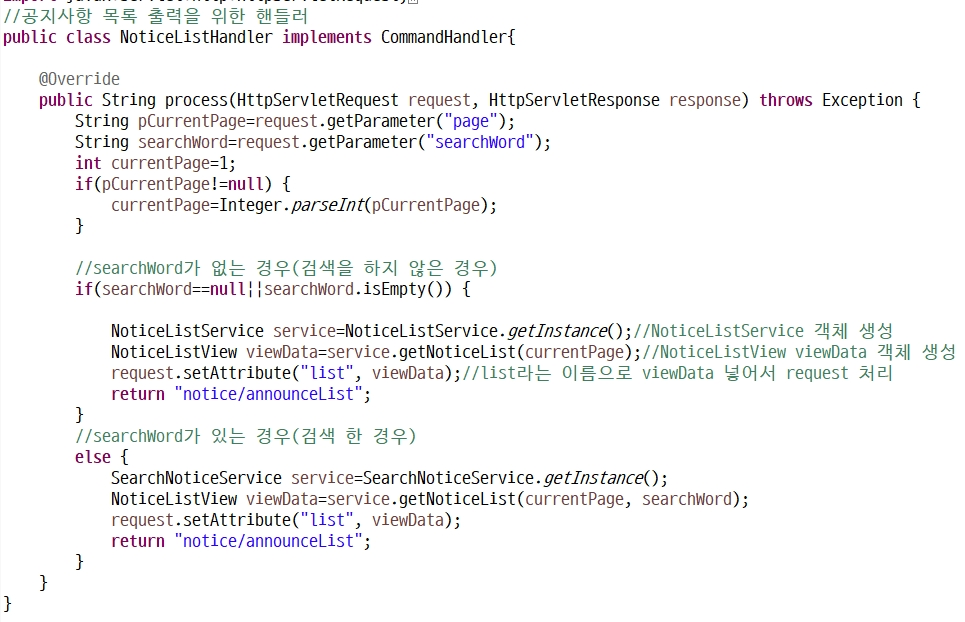 //공지사항 목록 출력을 위한 핸들러
public class NoticeListHandler implements CommandHandler{
@Override
public String process(HttpServletRequest request, HttpServletResponse response) throws Exception {
String pCurrentPage=request.getParameter("page");
String searchWord=request.getParameter("searchWord");
int currentPage=1;
if(pCurrentPage!=null) {
currentPage=Integer.parseInt(pCurrentPage);
}
//searchWord가 없는 경우(검색을 하지 않은 경우)
if(searchWord==null||searchWord.isEmpty()) {
NoticeListService service=NoticeListService.getInstance();//NoticeListService 객체 생성
NoticeListView viewData=service.getNoticeList(currentPage);//NoticeListView viewData 객체 생성
request.setAttribute("list", viewData);//list라는 이름으로 viewData 넣어서 request 처리
return "notice/announceList";
}
//searchWord가 있는 경우(검색 한 경우)
else {
SearchNoticeService service=SearchNoticeService.getInstance();
NoticeListView viewData=service.getNoticeList(currentPage, searchWord);
request.setAttribute("list", viewData);
return "notice/announceList";
}
}
}